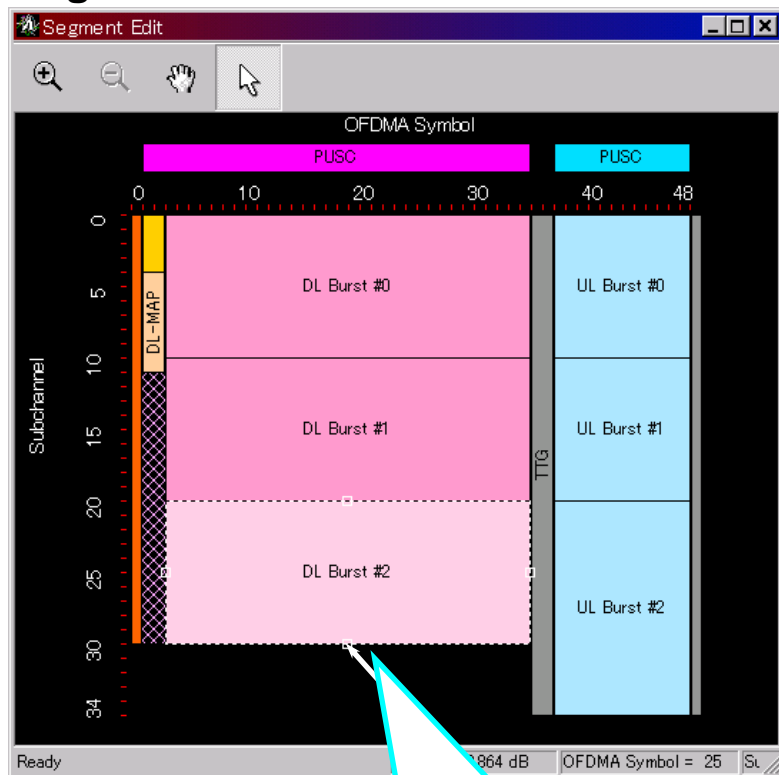 Segment Edit
OFDMA Symbol
PUSC PUSC
0 10 20 30 40 48
0
5
10
15
20
25
30
34
Subchannel
DL-MAP
DL Burst #0
DL Burst #1
DL Burst #2
TTG
UL Burst #0
UL Burst #1
UL Burst #2
Ready
864 dB
OFDMA Symbol = 25